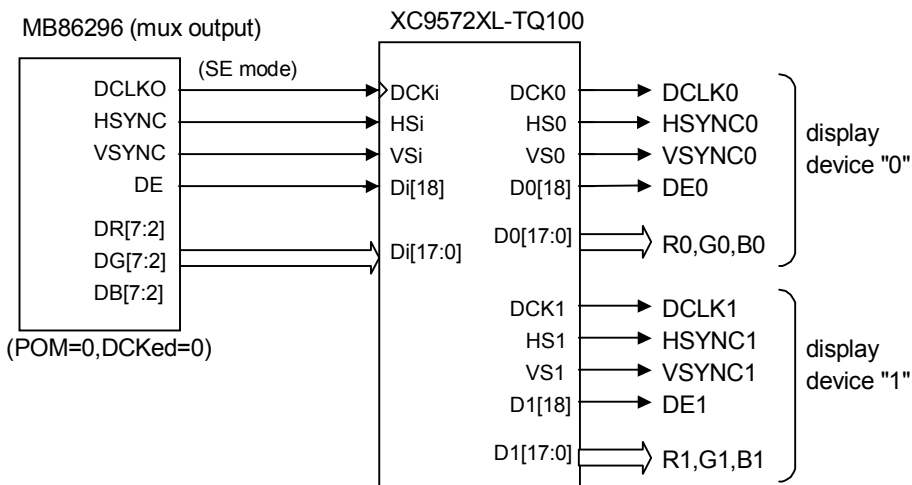 MB86296 (mux output)
XC9572XL-TQ100
(SE mode)
DCLKO
HSYNC
VSYNC
DE
DR[7:2]
DG[7:2]
DB[7:2]
(POM=0,DCKed=0)
DCKi
HSi
VSi
Di[18]
Di[17:0]
DCK0
HS0
VS0
D0[18]
D0[17:0]
DCK1
HS1
VS1
D1[18]
D1[17:0]
DCLK0
HSYNC0
VSYNC0
DE0
R0,G0,B0
display
device "0"
DCLK1
HSYNC1
VSYNC1
DE1
R1,G1,B1
display
device "1"